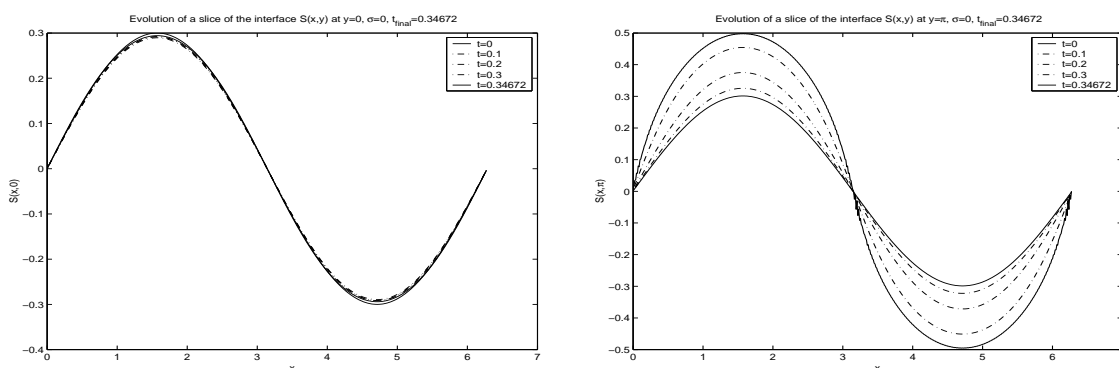 Evolution of a slice of the interface S(x,y) at y=0, σ=0, t_final=0.34672
0.3
0.2
0.1
0
−0.1
−0.2
−0.3
−0.4
S(x,0)
0 1 2 3 4 5 6 7
t=0
t=0.1
t=0.2
t=0.3
t=0.34672
Evolution of a slice of the interface S(x,y) at y=π, σ=0, t_final=0.34672
0.5
0.4
0.3
0.2
0.1
0
−0.1
−0.2
−0.3
−0.4
−0.5
S(x,π)
0 1 2 3 4 5 6
t=0
t=0.1
t=0.2
t=0.3
t=0.34672